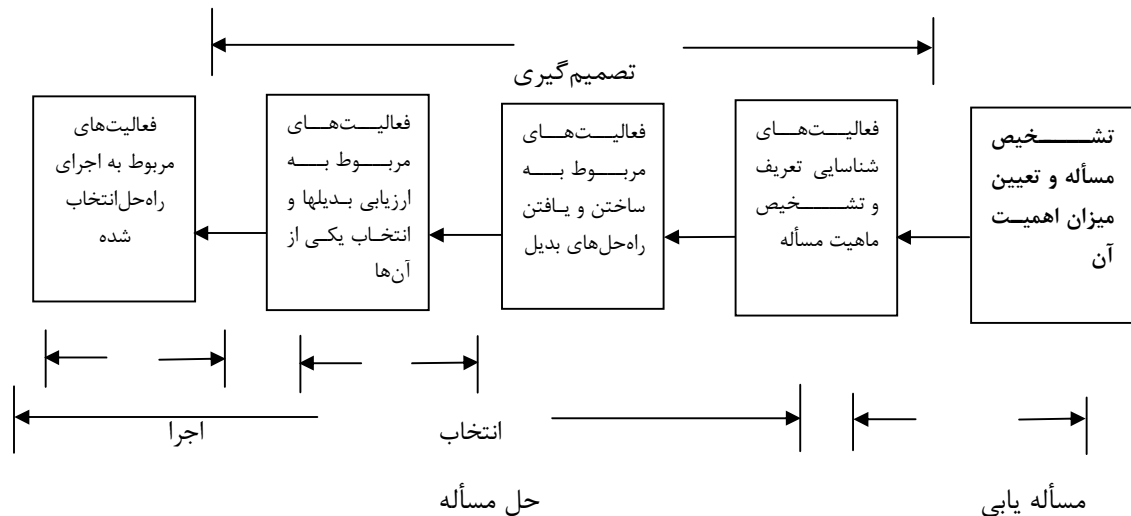 تصمیم‌گیری
تشخیص
مسأله و تعیین
میزان اهمیت
آن
فعالیت‌های
شناسایی تعریف
و تشخیص
ماهیت مسأله
فعالیت‌های
مربوط به
ساختن و یافتن
راه‌حل‌های بدیل
فعالیت‌های
مربوط به
ارزیابی بدیلها و
انتخاب یکی از
آن‌ها
فعالیت‌های
مربوط به اجرای
راه‌حل‌انتخاب
شده
انتخاب
اجرا
مسأله یابی
حل مسأله